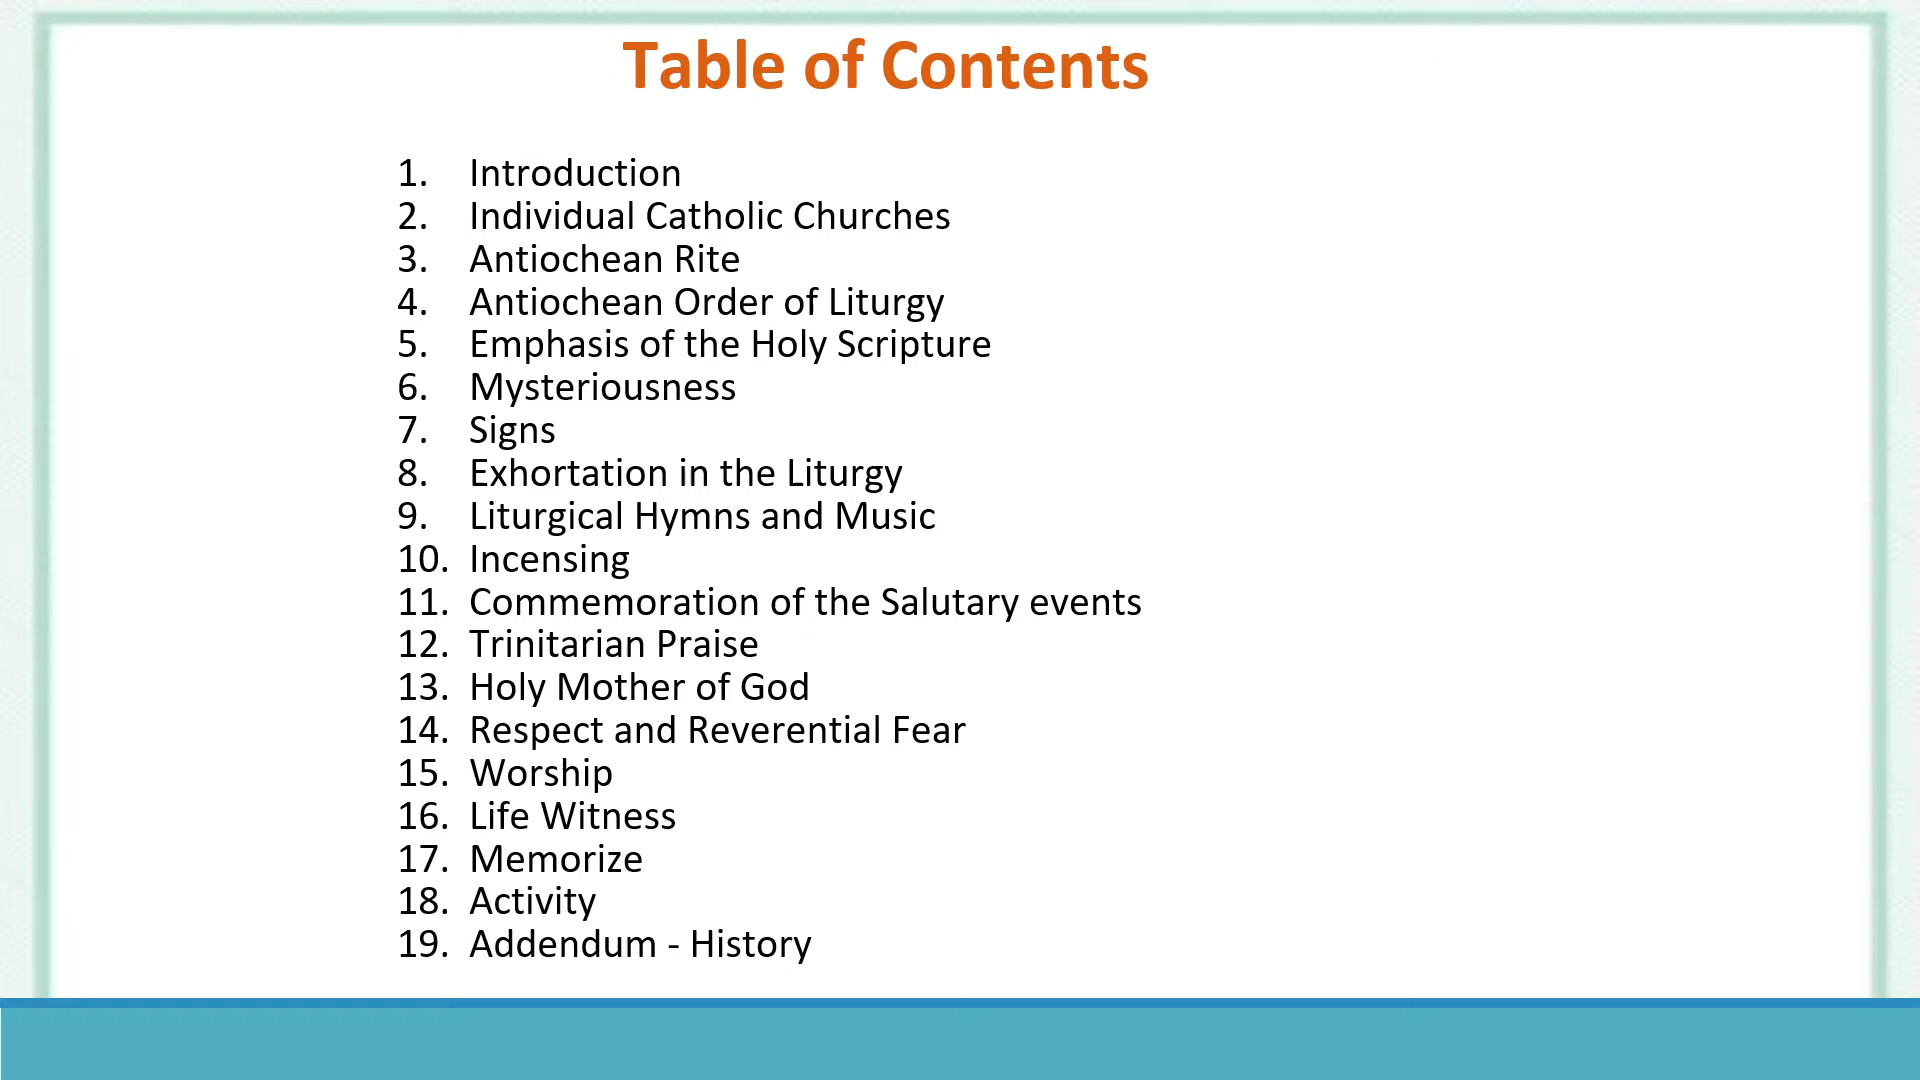 Table of Contents
1. Introduction
2. Individual Catholic Churches
3. Antiochean Rite
4. Antiochean Order of Liturgy
5. Emphasis of the Holy Scripture
6. Mysteriousness
7. Signs
8. Exhortation in the Liturgy
9. Liturgical Hymns and Music
10. Incensing
11. Commemoration of the Salutary events
12. Trinitarian Praise
13. Holy Mother of God
14. Respect and Reverential Fear
15. Worship
16. Life Witness
17. Memorize
18. Activity
19. Addendum - History